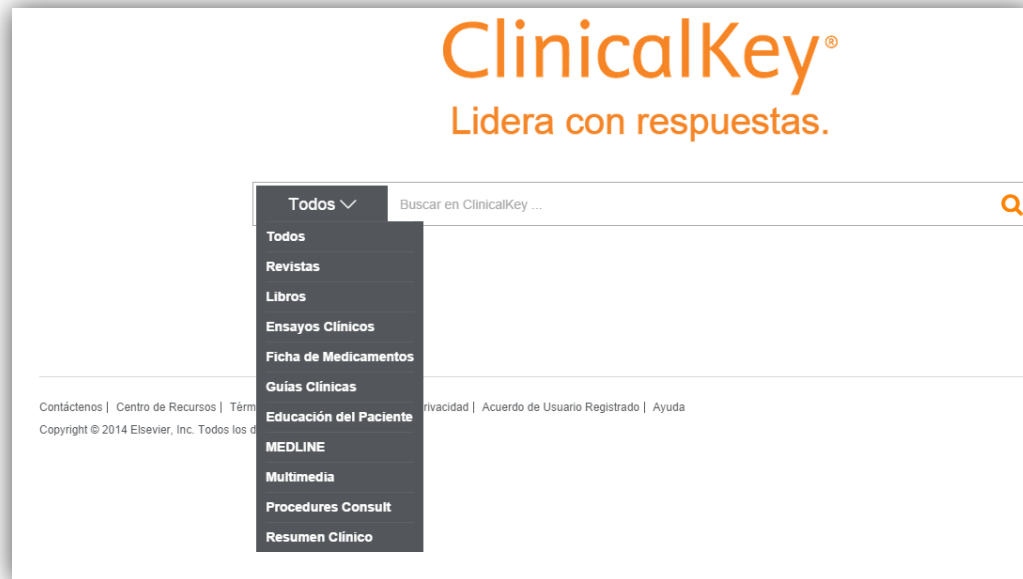 ClinicalKey®
Lidera con respuestas.
Todos
Buscar en ClinicalKey ...
Todos
Revistas
Libros
Ensayos Clínicos
Ficha de Medicamentos
Guías Clínicas
Educación del Paciente
MEDLINE
Multimedia
Procedures Consult
Resumen Clínico
Contáctenos | Centro de Recursos | Acuerdo de Usuario Registrado | Ayuda
Copyright © 2014 Elsevier, Inc. Todos los